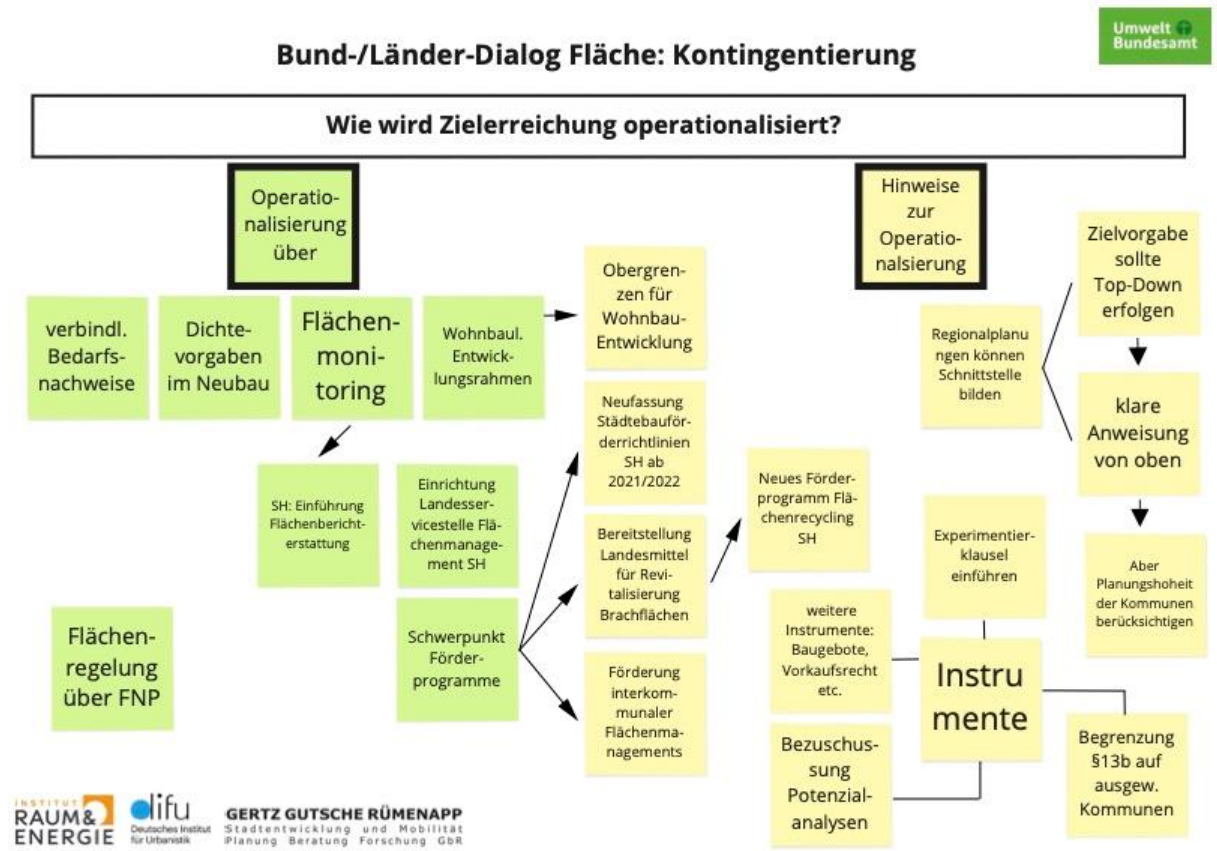 Umwelt
Bundesamt
Bund-/Länder-Dialog Fläche: Kontingentierung
Wie wird Zielerreichung operationalisiert?
Operatio-
nalisierung
über
verbindl.
Bedarfs-
nachweise
Dichte-
vorgaben
im Neubau
Flächen-
moni-
toring
Wohnbaul.
Entwick-
lungsrahmen
Obergren-
zen für
Wohnbau-
Entwicklung
SH: Einführung
Flächenbericht-
erstattung
Einrichtung
Landesser-
vicestelle Flä-
chenmanage-
ment SH
Neufassung
Städtebauför-
derrichtlinien
SH ab
2021/2022
Flächen-
regelung
über FNP
Schwerpunkt
Förder-
programme
Bereitstellung
Landesmittel
für Revi-
talisierung
Brachflächen
Neues Förder-
programm Flä-
chenrecycling
SH
Förderung
interkom-
munaler
Flächenma-
nagements
Hinweise
zur
Operatio-
nalsierung
Regionalplanu
ngen können
Schnittstelle
bilden
Zielvorgabe
sollte
Top-Down
erfolgen
klare
Anweisung
von oben
Aber
Planungshoheit
der Kommunen
berücksichtigen
Experimentier-
klausel
einführen
weitere
Instrumente:
Baugebote,
Vorkaufsrecht
etc.
Instru
mente
Bezuschus-
sung
Potenzial-
analysen
Begrenzung
§13b auf
ausgew.
Kommunen
INSTITUT
RAUM&
ENERGIE
difu
Deutsches Institut
für Urbanistik
GERTZ GUTSCHE RÜMENAPP
Stadtentwicklung und Mobilität
Planung Beratung Forschung GbR